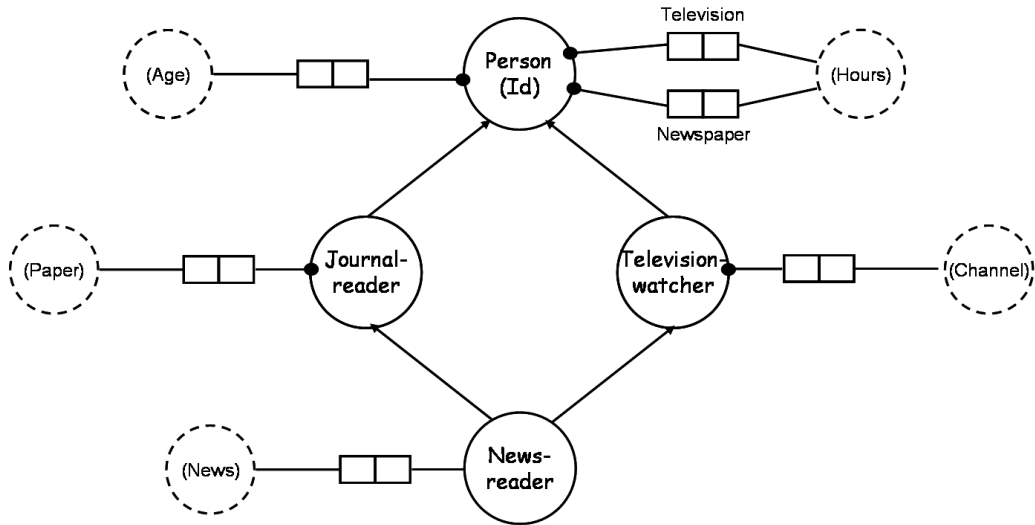 Television
Person
(Id)
(Age)
(Hours)
Newspaper
Journal-
reader
Television-
watcher
(Paper)
(Channel)
News-
reader
(News)